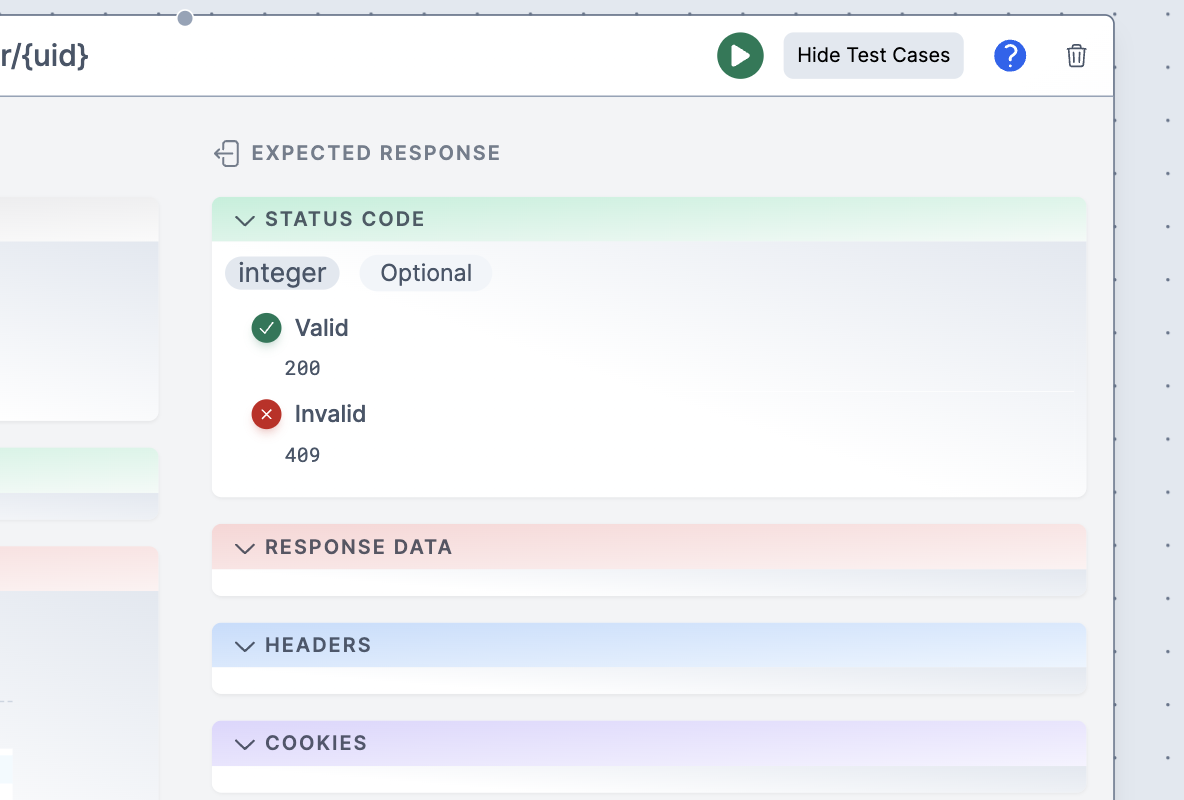 r/{uid}
Hide Test Cases
?
EXPECTED RESPONSE
STATUS CODE
integer
Optional
Valid
200
Invalid
409
RESPONSE DATA
HEADERS
COOKIES